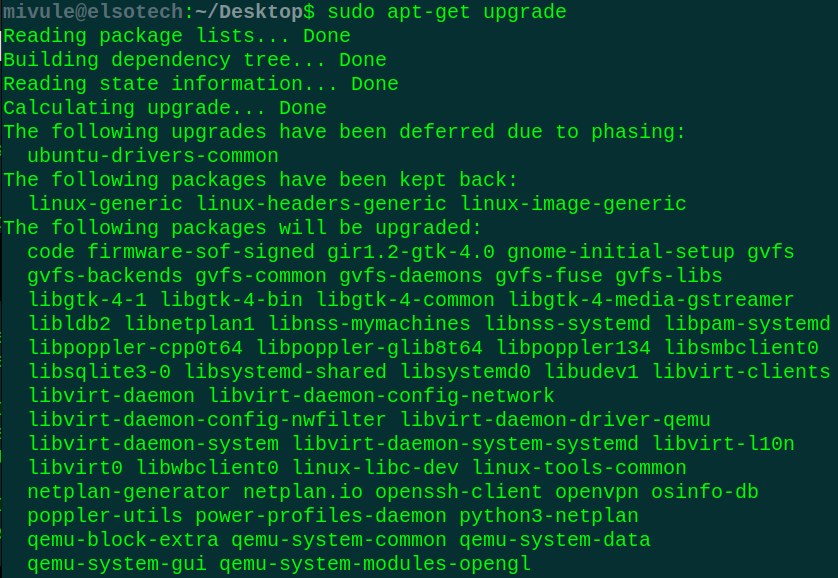 mivule@elsotech:~/Desktop$ sudo apt-get upgrade
Reading package lists... Done
Building dependency tree... Done
Reading state information... Done
Calculating upgrade... Done
The following upgrades have been deferred due to phasing:
  ubuntu-drivers-common
The following packages have been kept back:
  linux-generic linux-headers-generic linux-image-generic
The following packages will be upgraded:
  code firmware-sof-signed gir1.2-gtk-4.0 gnome-initial-setup gvfs
  gvfs-backends gvfs-common gvfs-daemons gvfs-fuse gvfs-libs
  libgtk-4-1 libgtk-4-bin libgtk-4-common libgtk-4-media-gstreamer
  libldb2 libnetplan1 libnss-mymachines libnss-systemd libpam-systemd
  libpoppler-cpp0t64 libpoppler-glib8t64 libpoppler134 libsmbclient0
  libsqlite3-0 libsystemd-shared libsystemd0 libudev1 libvirt-clients
  libvirt-daemon libvirt-daemon-config-network
  libvirt-daemon-config-nwfilter libvirt-daemon-driver-qemu
  libvirt-daemon-system libvirt-daemon-system-systemd libvirt-l10n
  libvirt0 libwbclient0 linux-libc-dev linux-tools-common
  netplan-generator netplan.io openssh-client openvpn osinfo-db
  poppler-utils power-profiles-daemon python3-netplan
  qemu-block-extra qemu-system-common qemu-system-data
  qemu-system-gui qemu-system-modules-opengl